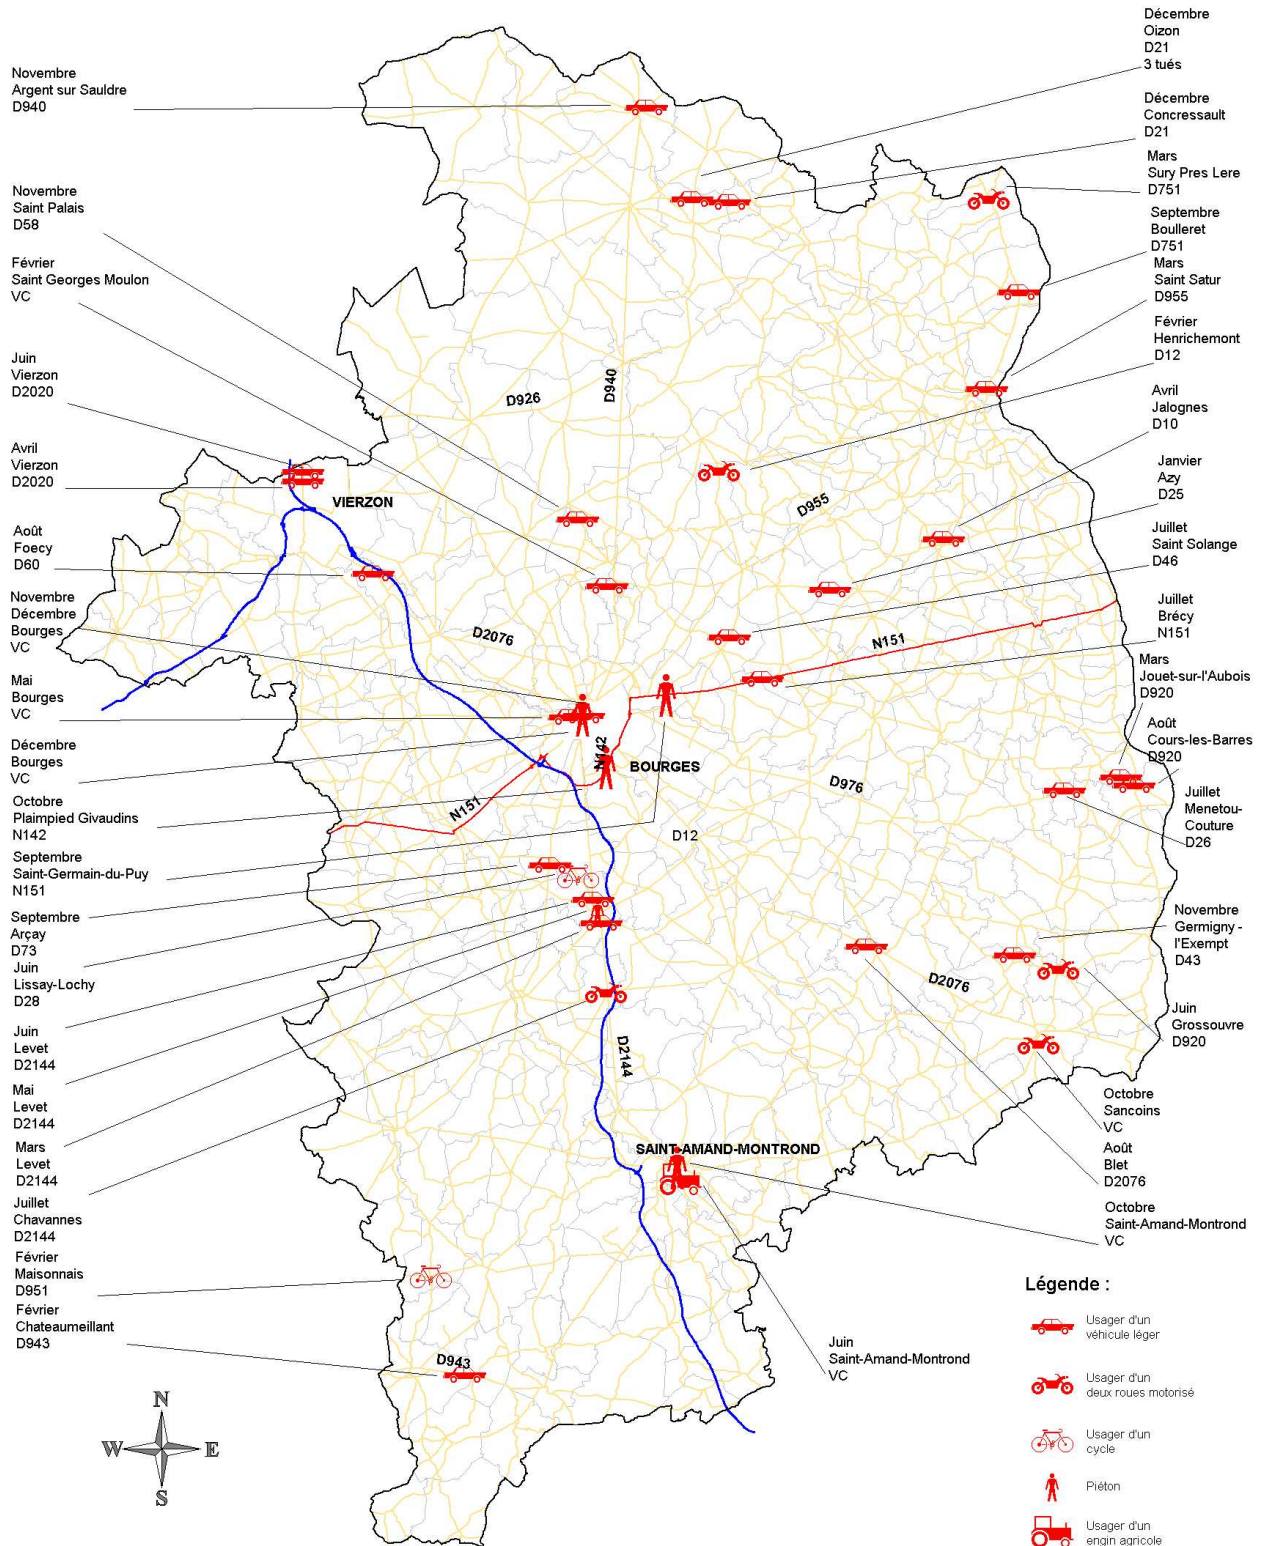 Novembre
Argent sur Sauldre
D940
Novembre
Saint Palais
D58
Février
Saint Georges Moulon
VC
Juin
Vierzon
D2020
Avril
Vierzon
D2020
Août
Foecy
D60
Novembre
Décembre
Bourges
VC
Mai
Bourges
VC
Décembre
Bourges
VC
Octobre
Plaimpied Givaudins
N142
Septembre
Saint-Germain-du-Puy
N151
Septembre
Arçay
D73
Juin
Lissay-Lochy
D28
Juin
Levet
D2144
Mai
Levet
D2144
Mars
Levet
D2144
Juillet
Chavannes
D2144
Février
Maisonnais
D951
Février
Chateaumeillant
D943
Décembre
Oizon
D21
3 tués
Décembre
Concressault
D21
Mars
Sury Pres Lere
D751
Septembre
Boulleret
D751
Mars
Saint Satur
D955
Février
Henrichemont
D12
Avril
Jalognes
D10
Janvier
Azy
D25
Juillet
Saint Solange
D46
Juillet
Brécy
N151
Mars
Jouet-sur-l'Aubois
D920
Août
Cours-les-Barres
D920
Juillet
Menetou-
Couture
D26
Novembre
Germigny -
l'Exempt
D43
Juin
Grossouvre
D920
Octobre
Sancoins
VC
Août
Blet
D2076
Octobre
Saint-Amand-Montrond
VC
Juin
Saint-Amand-Montrond
VC
D926
D940
D955
VIERZON
D2076
N151
N142
BOURGES
N151
D976
D12
D2076
D2144
SAINT-AMAND-MONTROND
D943
N
W
E
S
Légende :
Usager d'un
véhicule léger
Usager d'un
deux roues motorisé
Usager d'un
cycle
Piéton
Usager d'un
engin agricole